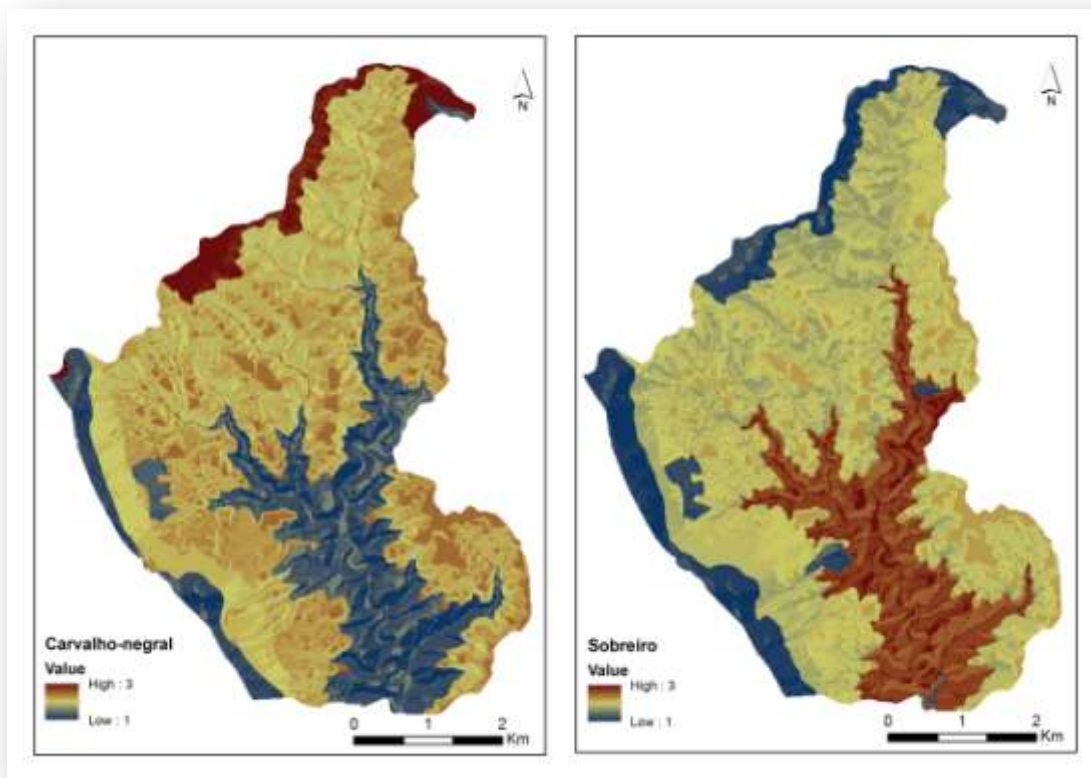 N
Carvalho-negral
Value
High : 3
Low : 1
0 1 2
Km
N
Sobreiro
Value
High : 3
Low : 1
0 1 2
Km